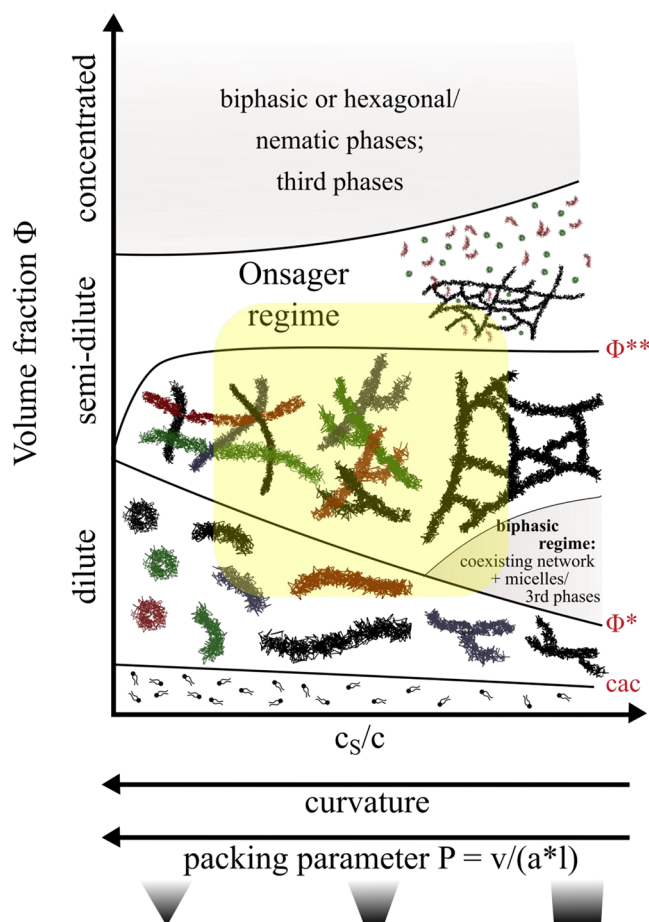 concentrated
biphasic or hexagonal/
nematic phases;
third phases
Volume fraction Φ
semi-dilute
Onsager
regime
Φ**
dilute
biphasic
regime:
coexisting network
+ micelles/
3rd phases
Φ*
cac
cS/c
curvature
packing parameter P = v/(a*l)